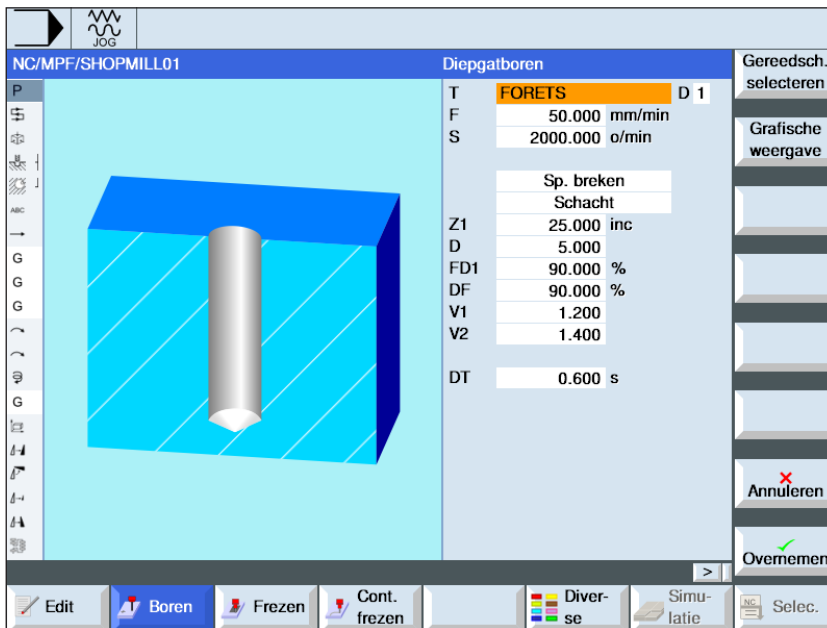 JOG
NC/MPF/SHOPMILL01
Diepgatboren
Gereedsch.
selecteren
Grafische
weergave
P
ABC
G
G
G
G
T FORETS D 1
F 50.000 mm/min
S 2000.000 o/min
Sp. breken
Schacht
Z1 25.000 inc
D 5.000
FD1 90.000 %
DF 90.000 %
V1 1.200
V2 1.400
DT 0.600 s
Annuleren
Overnemen
>
Edit
Boren
Frezen
Cont.
frezen
Diver-
se
Simu-
latie
NC
Selec.